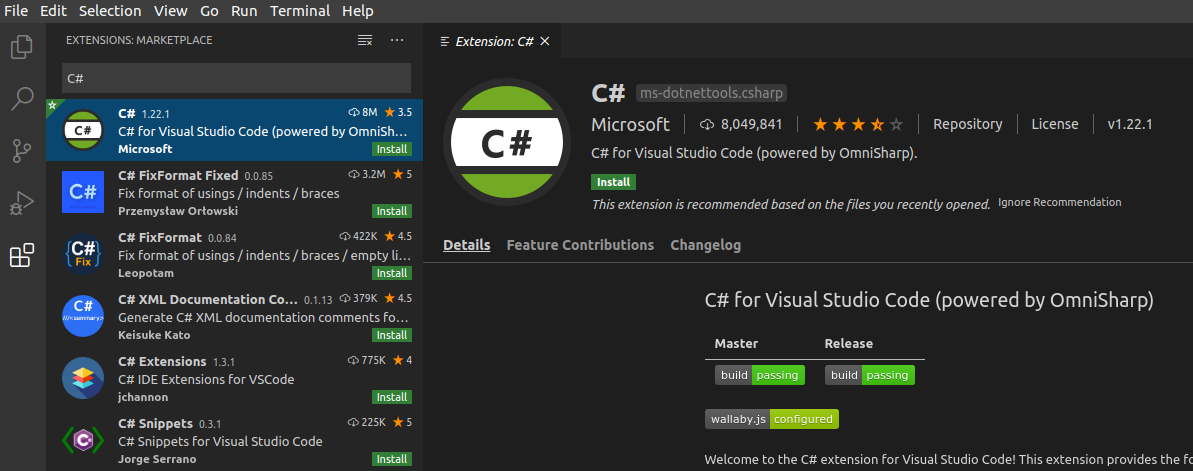 File Edit Selection View Go Run Terminal Help
EXTENSIONS: MARKETPLACE
C#
C# 1.22.1 8M 3.5
C# for Visual Studio Code (powered by OmniSh...
Microsoft Install
C# FixFormat Fixed 0.0.85 3.2M 5
Fix format of usings / indents / braces
Przemysław Orłowski Install
C# FixFormat 0.0.84 422K 4.5
Fix format of usings / indents / braces / empty li...
Leopotam Install
C# XML Documentation Co... 0.1.13 379K 4.5
Generate C# XML documentation comments fo...
Keisuke Kato Install
C# Extensions 1.3.1 775K 4
C# IDE Extensions for VSCode
jchannon Install
C# Snippets 0.3.1 225K 5
C# Snippets for Visual Studio Code
Jorge Serrano Install
C#
C#
C#
Fix
C#
///<summary>
C#
Extension: C#
C#
C# ms-dotnettools.csharp
Microsoft 8,049,841 Repository License v1.22.1
C# for Visual Studio Code (powered by OmniSharp).
Install
This extension is recommended based on the files you recently opened. Ignore Recommendation
Details Feature Contributions Changelog
C# for Visual Studio Code (powered by OmniSharp)
Master Release
build passing build passing
wallaby.js configured
Welcome to the C# extension for Visual Studio Code! This extension provides the fo